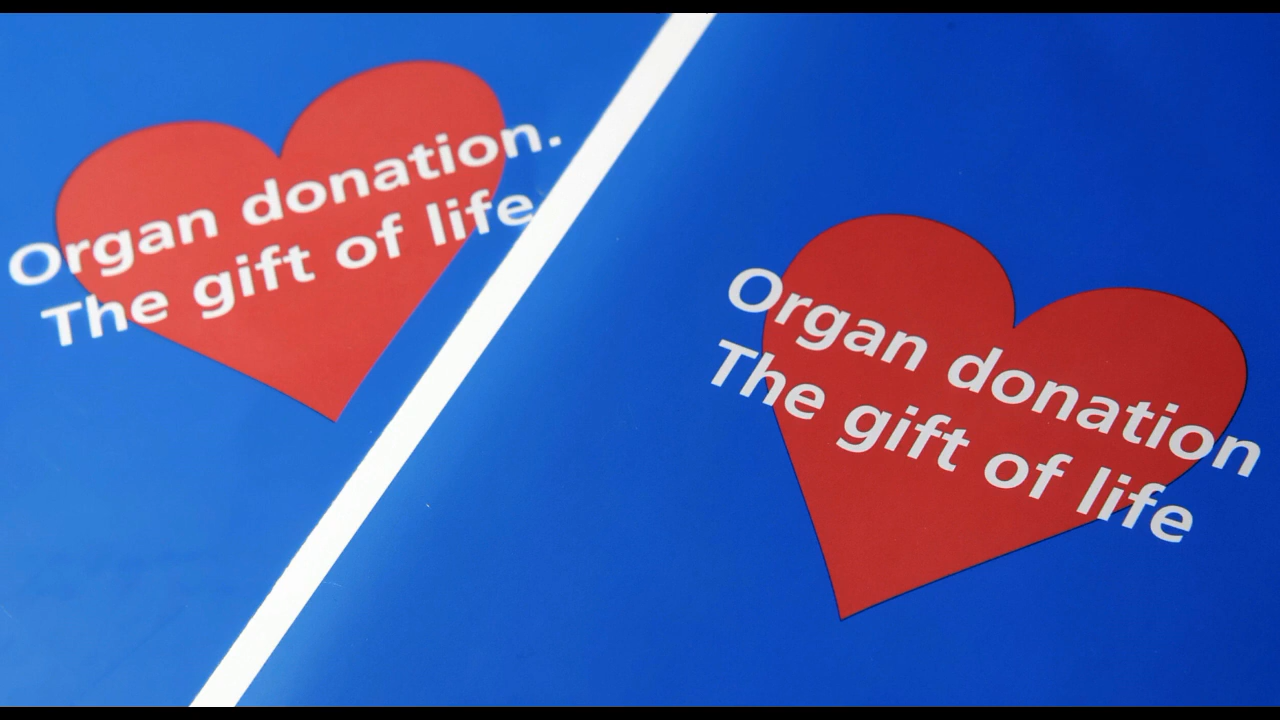 Organ donation.
The gift of life
Organ donation
The gift of life